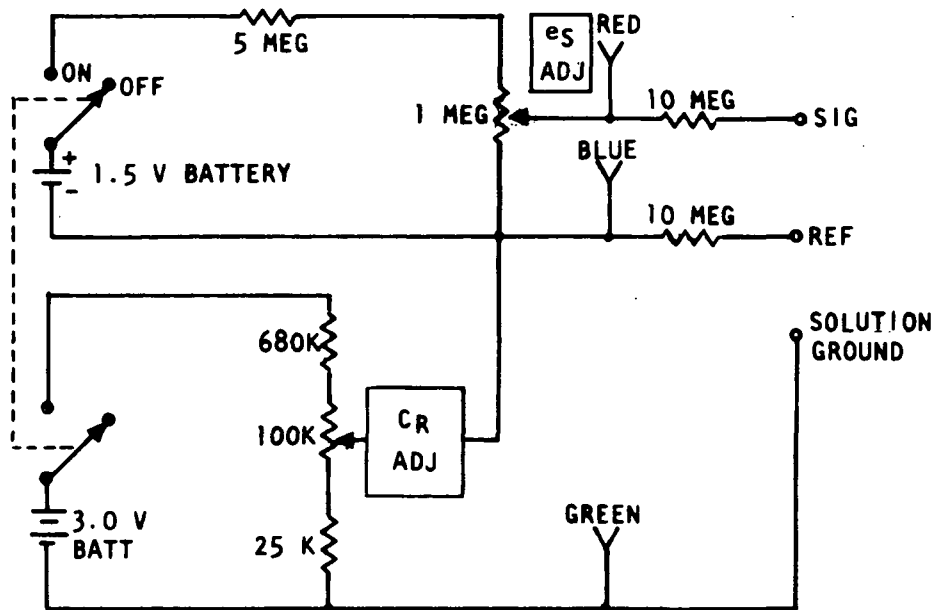 5 MEG
eS
ADJ
RED
ON
OFF
1 MEG
10 MEG
SIG
+
1.5 V BATTERY
-
BLUE
10 MEG
REF
SOLUTION
GROUND
680K
100K
CR
ADJ
3.0 V
BATT
25 K
GREEN